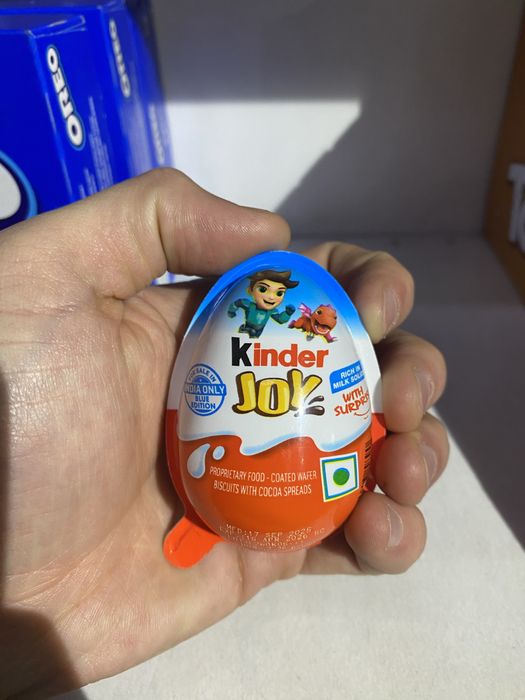 OREO
OREO
Kinder
JOY
FOR SALE IN
INDIA ONLY
BLUE
EDITION
RICH IN
MILK SOLIDS
WITH
SURPRISE
PROPRIETARY FOOD - COATED WAFER
BISCUITS WITH COCOA SPREADS